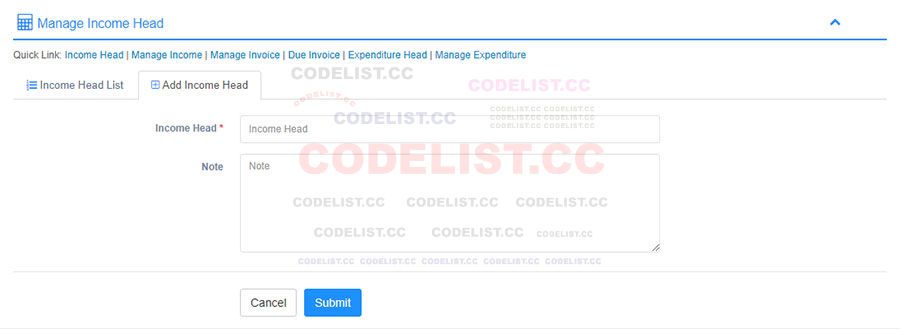 Manage Income Head
Quick Link: Income Head | Manage Income | Manage Invoice | Due Invoice | Expenditure Head | Manage Expenditure
CODELIST.CC
Income Head List
Add Income Head
CODELIST.CC
CODELIST.CC
CODELIST.CC CODELIST.CC
CODELIST.CC CODELIST.CC
CODELIST.CC CODELIST.CC
CODELIST.CC
Income Head *
Income Head
CODELIST.CC
Note
Note
CODELIST.CC CODELIST.CC CODELIST.CC
CODELIST.CC CODELIST.CC CODELIST.CC
CODELIST.CC CODELIST.CC CODELIST.CC CODELIST.CC CODELIST.CC
Cancel
Submit